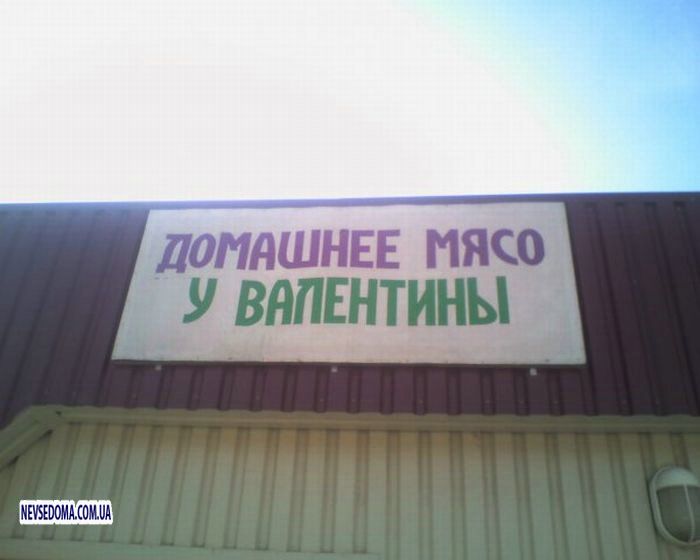 ДОМАШНЕЕ МЯСО
У ВАЛЕНТИНЫ
NEVSEDOMA.COM.UA